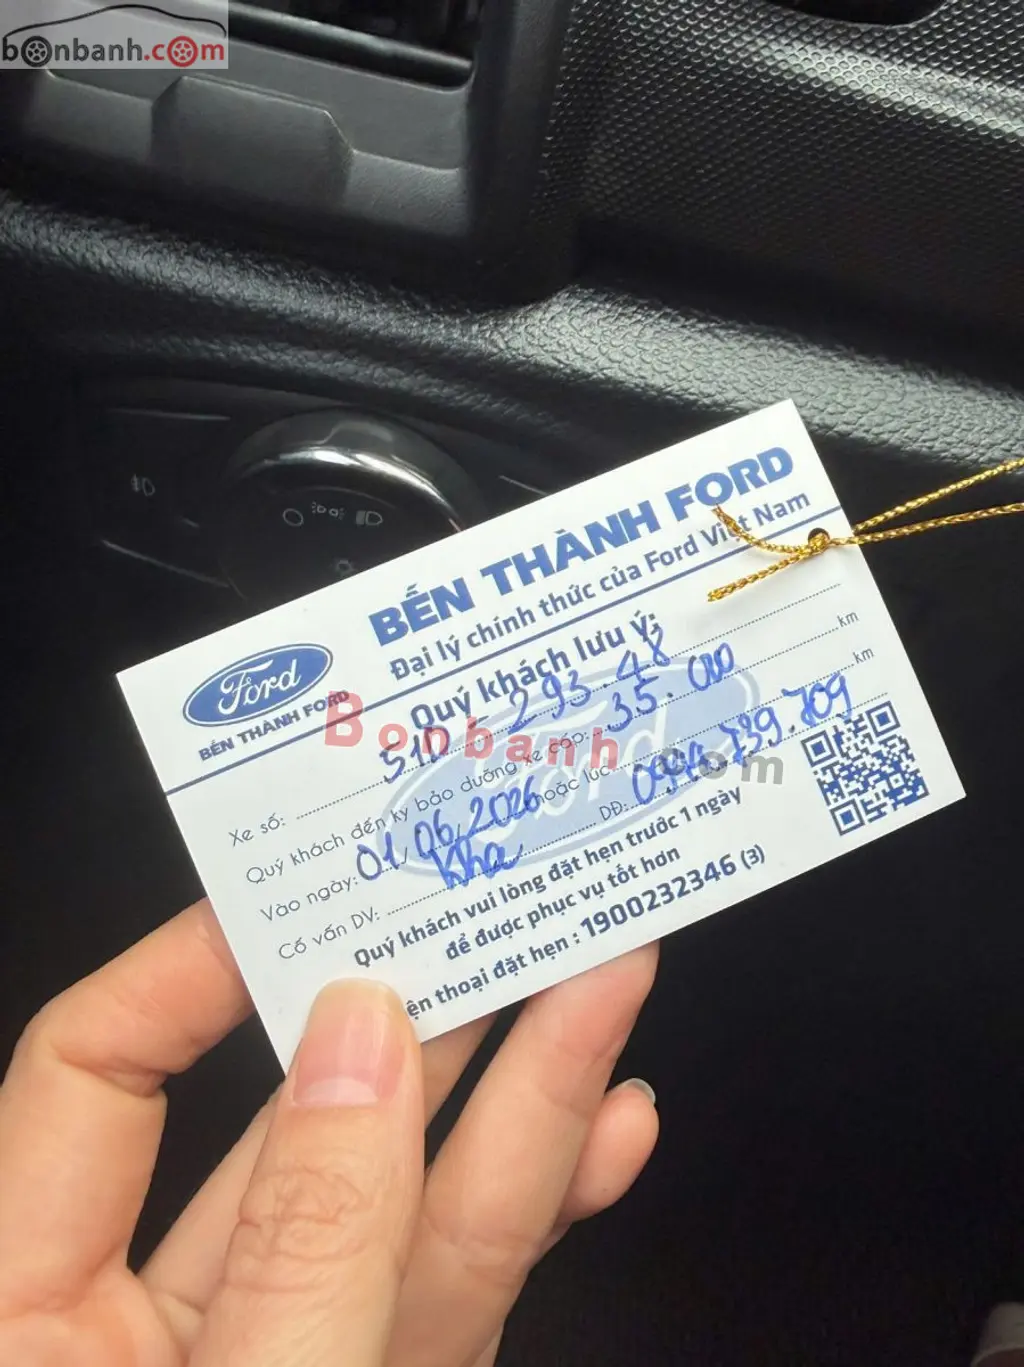 bonbanh.com
BẾN THÀNH FORD
Đại lý chính thức của Ford Việt Nam
Ford
BẾN THÀNH FORD
Quý khách lưu ý:
Xe số: 293.48
Quý khách đến kỳ bảo dưỡng xe cấp: 35.000 km
Vào ngày: 01/06/2026 hoặc lúc km
Cố vấn DV: Kha DĐ: 739.709
Quý khách vui lòng đặt hẹn trước 1 ngày
để được phục vụ tốt hơn
ện thoại đặt hẹn : 1900232346 (3)
Bonbanh.com